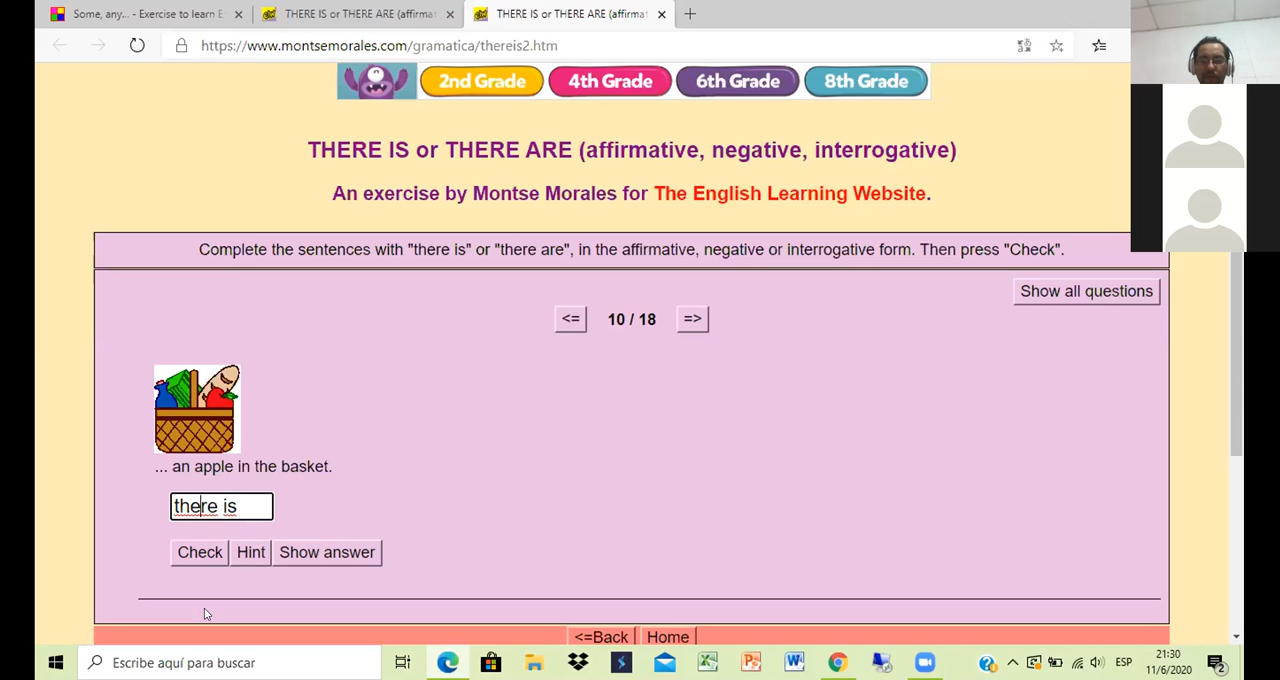 Some, any... - Exercise to learn E
THERE IS or THERE ARE (affirmat
THERE IS or THERE ARE (affirmat
https://www.montsemorales.com/gramatica/thereis2.htm
2nd Grade 4th Grade 6th Grade 8th Grade
THERE IS or THERE ARE (affirmative, negative, interrogative)
An exercise by Montse Morales for The English Learning Website.
Complete the sentences with "there is" or "there are", in the affirmative, negative or interrogative form. Then press "Check".
Show all questions
<= 10 / 18 =>
... an apple in the basket.
there is
Check Hint Show answer
<=Back Home
Escribe aquí para buscar
ESP
21:30
11/6/2020
2